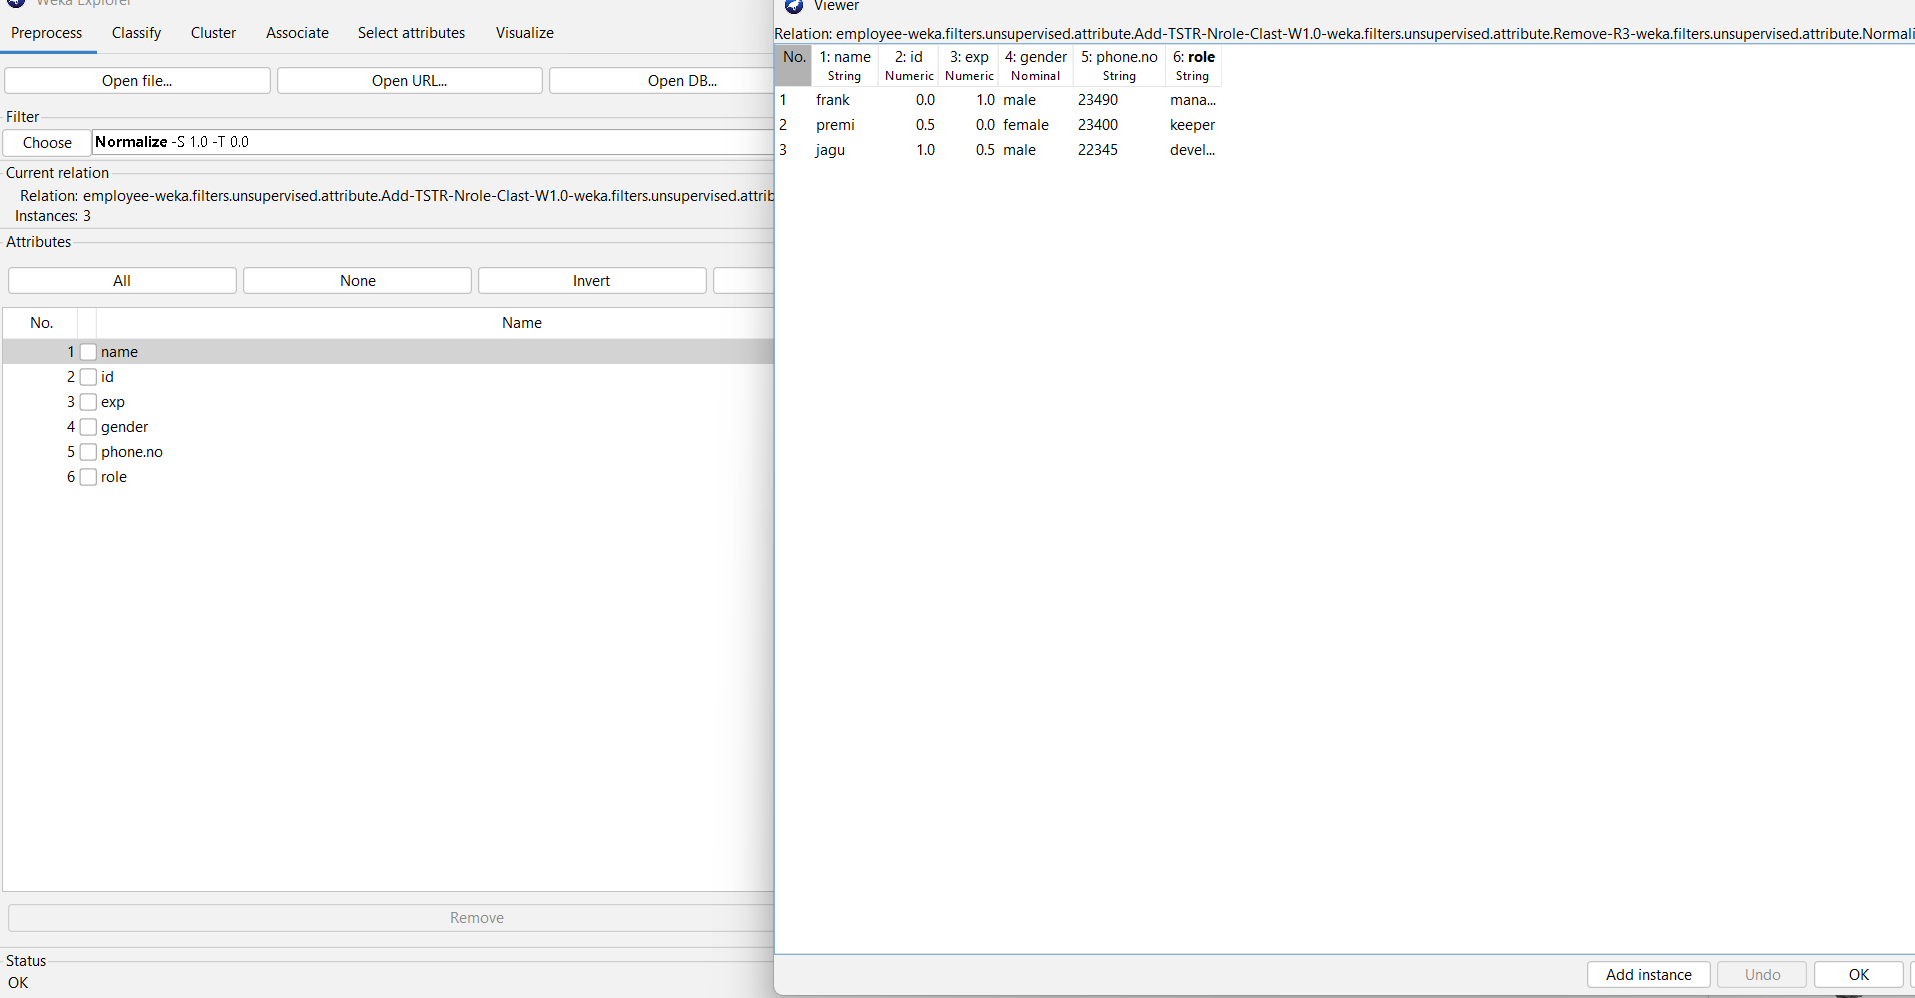 Weka Explorer
Preprocess Classify Cluster Associate Select attributes Visualize
Open file... Open URL... Open DB...
Filter
Choose Normalize -S 1.0 -T 0.0
Current relation
Relation: employee-weka.filters.unsupervised.attribute.Add-TSTR-Nrole-Clast-W1.0-weka.filters.unsupervised.attrib
Instances: 3
Attributes
All None Invert
No. Name
1 name
2 id
3 exp
4 gender
5 phone.no
6 role
Remove
Status
OK
Viewer
Relation: employee-weka.filters.unsupervised.attribute.Add-TSTR-Nrole-Clast-W1.0-weka.filters.unsupervised.attribute.Remove-R3-weka.filters.unsupervised.attribute.Normali
No. 1: name 2: id 3: exp 4: gender 5: phone.no 6: role
String Numeric Numeric Nominal String String
1 frank 0.0 1.0 male 23490 mana...
2 premi 0.5 0.0 female 23400 keeper
3 jagu 1.0 0.5 male 22345 devel...
Add instance Undo OK